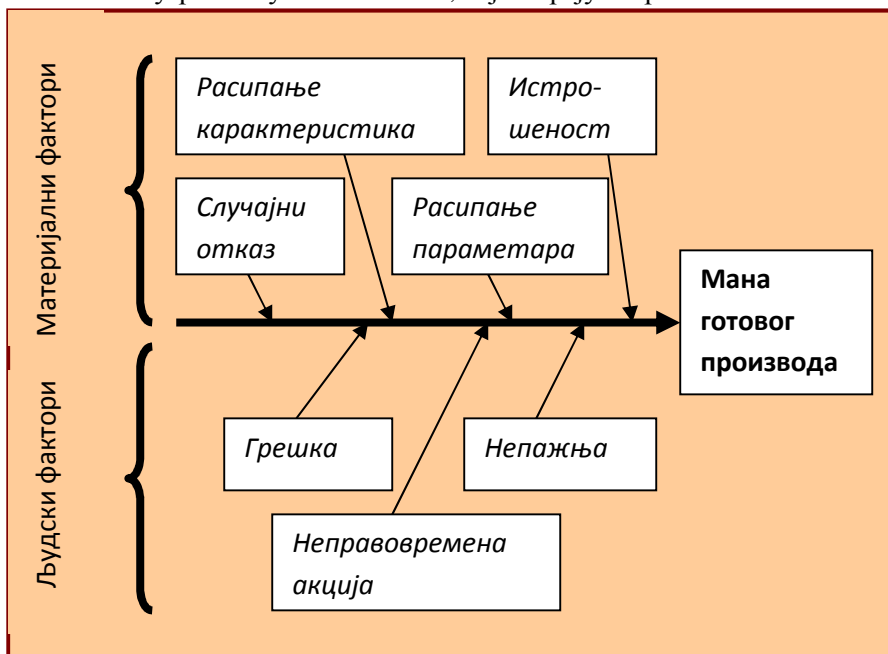 Материјални фактори
Расипање
карактеристика
Истро-
шеност
Случајни
отказ
Расипање
параметара
Мана
готовог
производа
Људски фактори
Грешка
Непажња
Неправовремена
акција